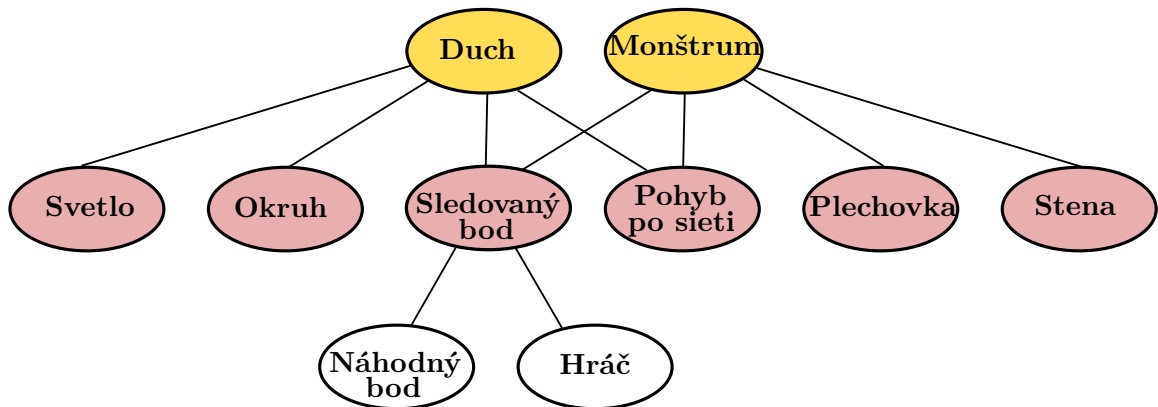 Duch
Monštrum
Svetlo
Okruh
Sledovaný
bod
Pohyb
po sieti
Plechovka
Stena
Náhodný
bod
Hráč